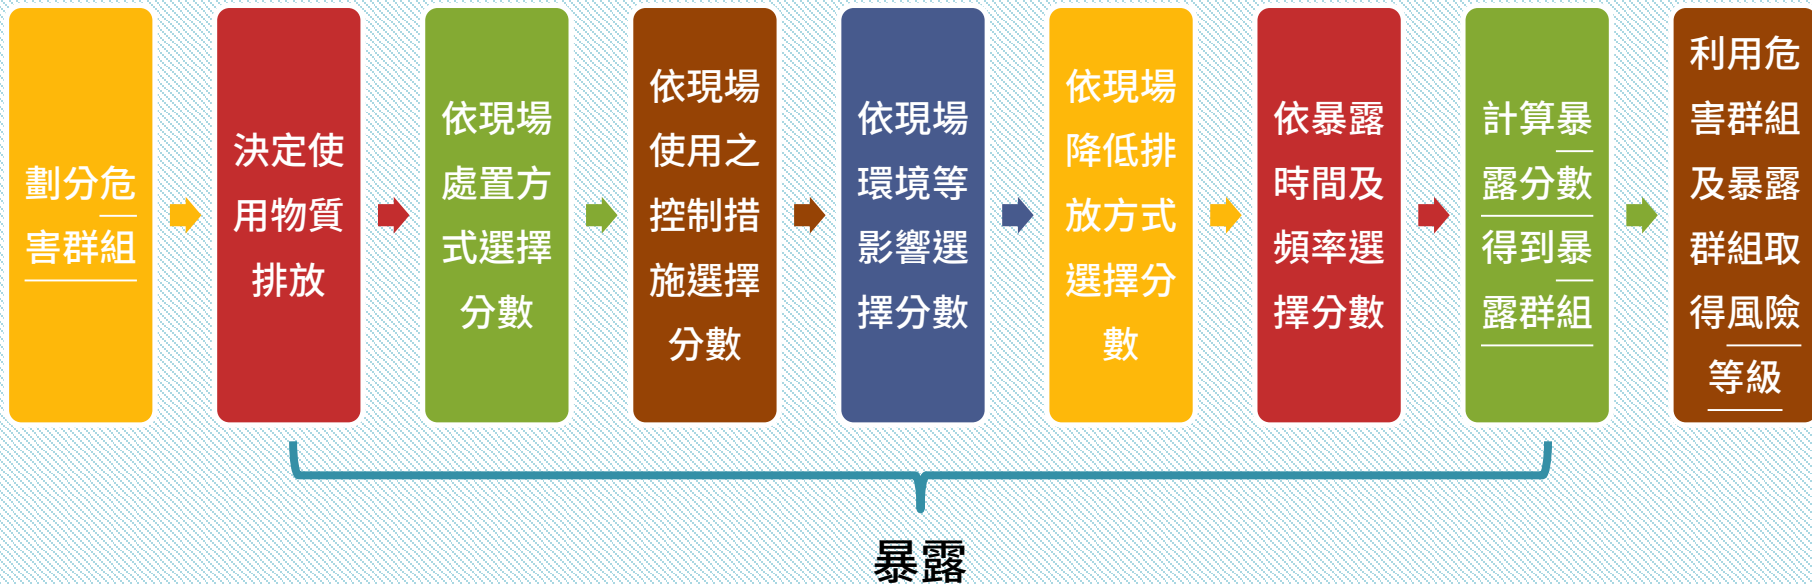 劃分危
害群組
決定使
用物質
排放
依現場
處置方
式選擇
分數
依現場
使用之
控制措
施選擇
分數
依現場
環境等
影響選
擇分數
依現場
降低排
放方式
選擇分
數
依暴露
時間及
頻率選
擇分數
計算暴
露分數
得到暴
露群組
利用危
害群組
及暴露
群組取
得風險
等級
暴露